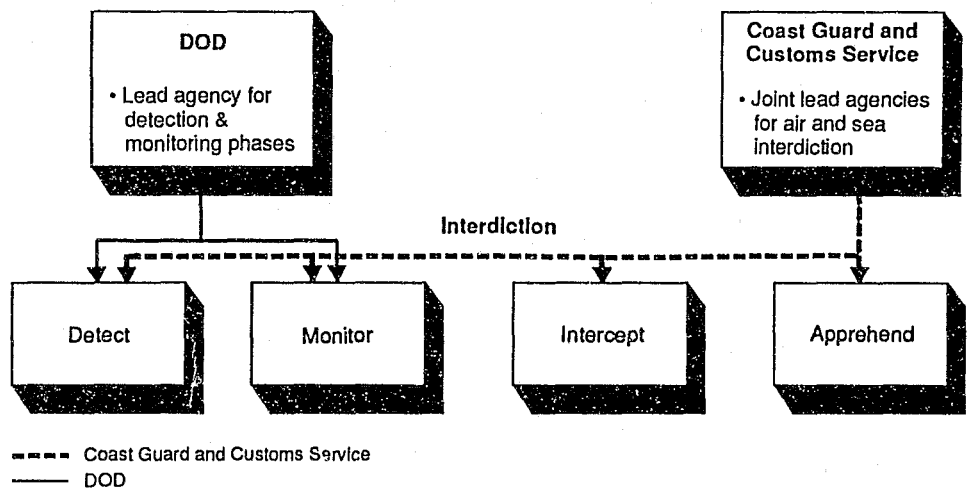 DOD
• Lead agency for
detection &
monitoring phases
Coast Guard and
Customs Service
• Joint lead agencies
for air and sea
interdiction
Interdiction
Detect
Monitor
Intercept
Apprehend
Coast Guard and Customs Service
DOD